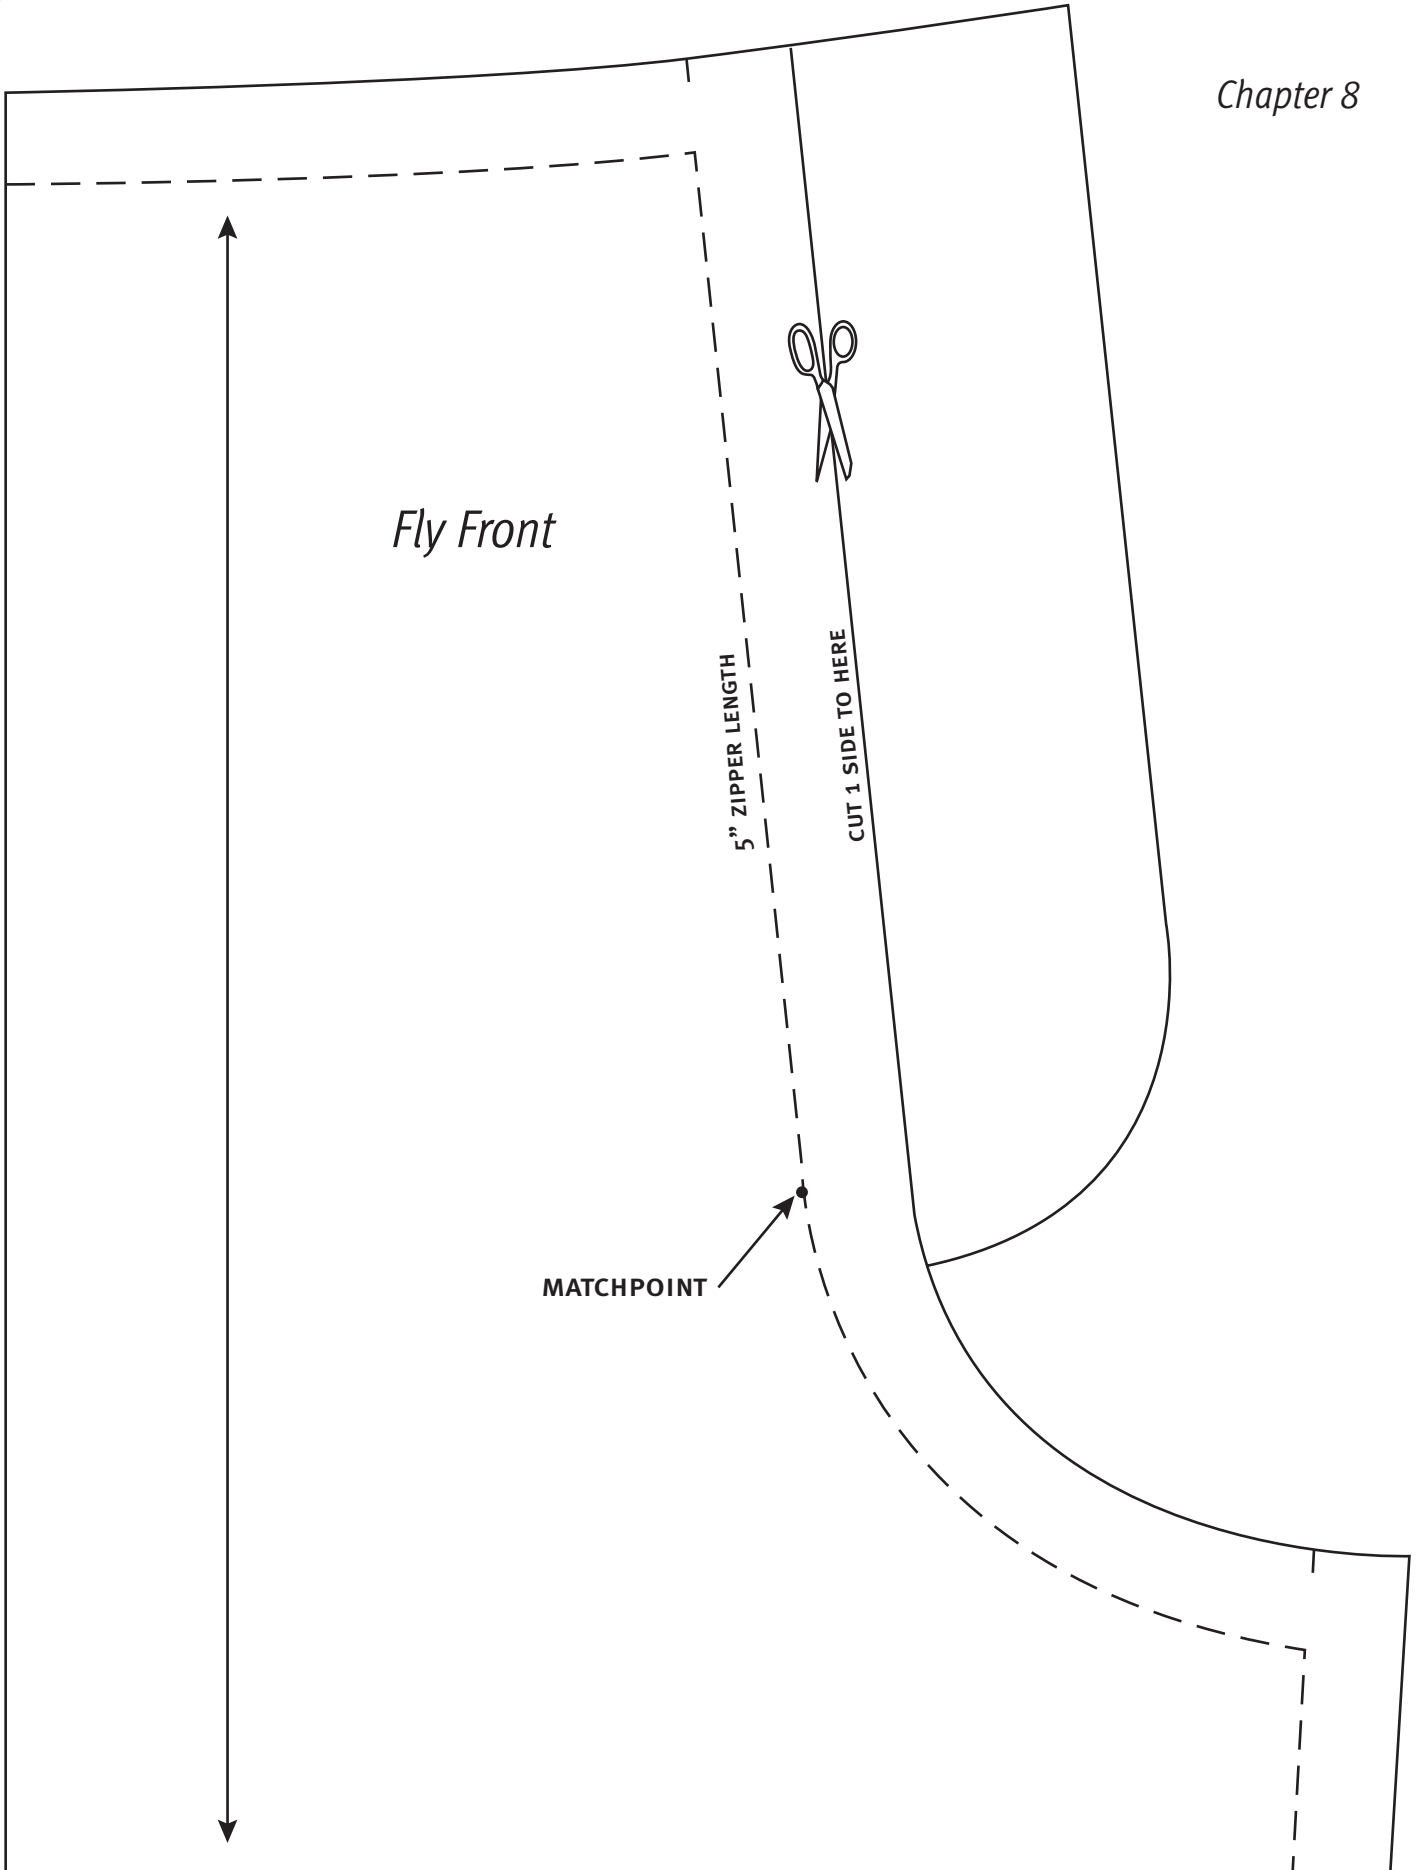 Chapter 8
Fly Front
5” ZIPPER LENGTH
CUT 1 SIDE TO HERE
MATCHPOINT